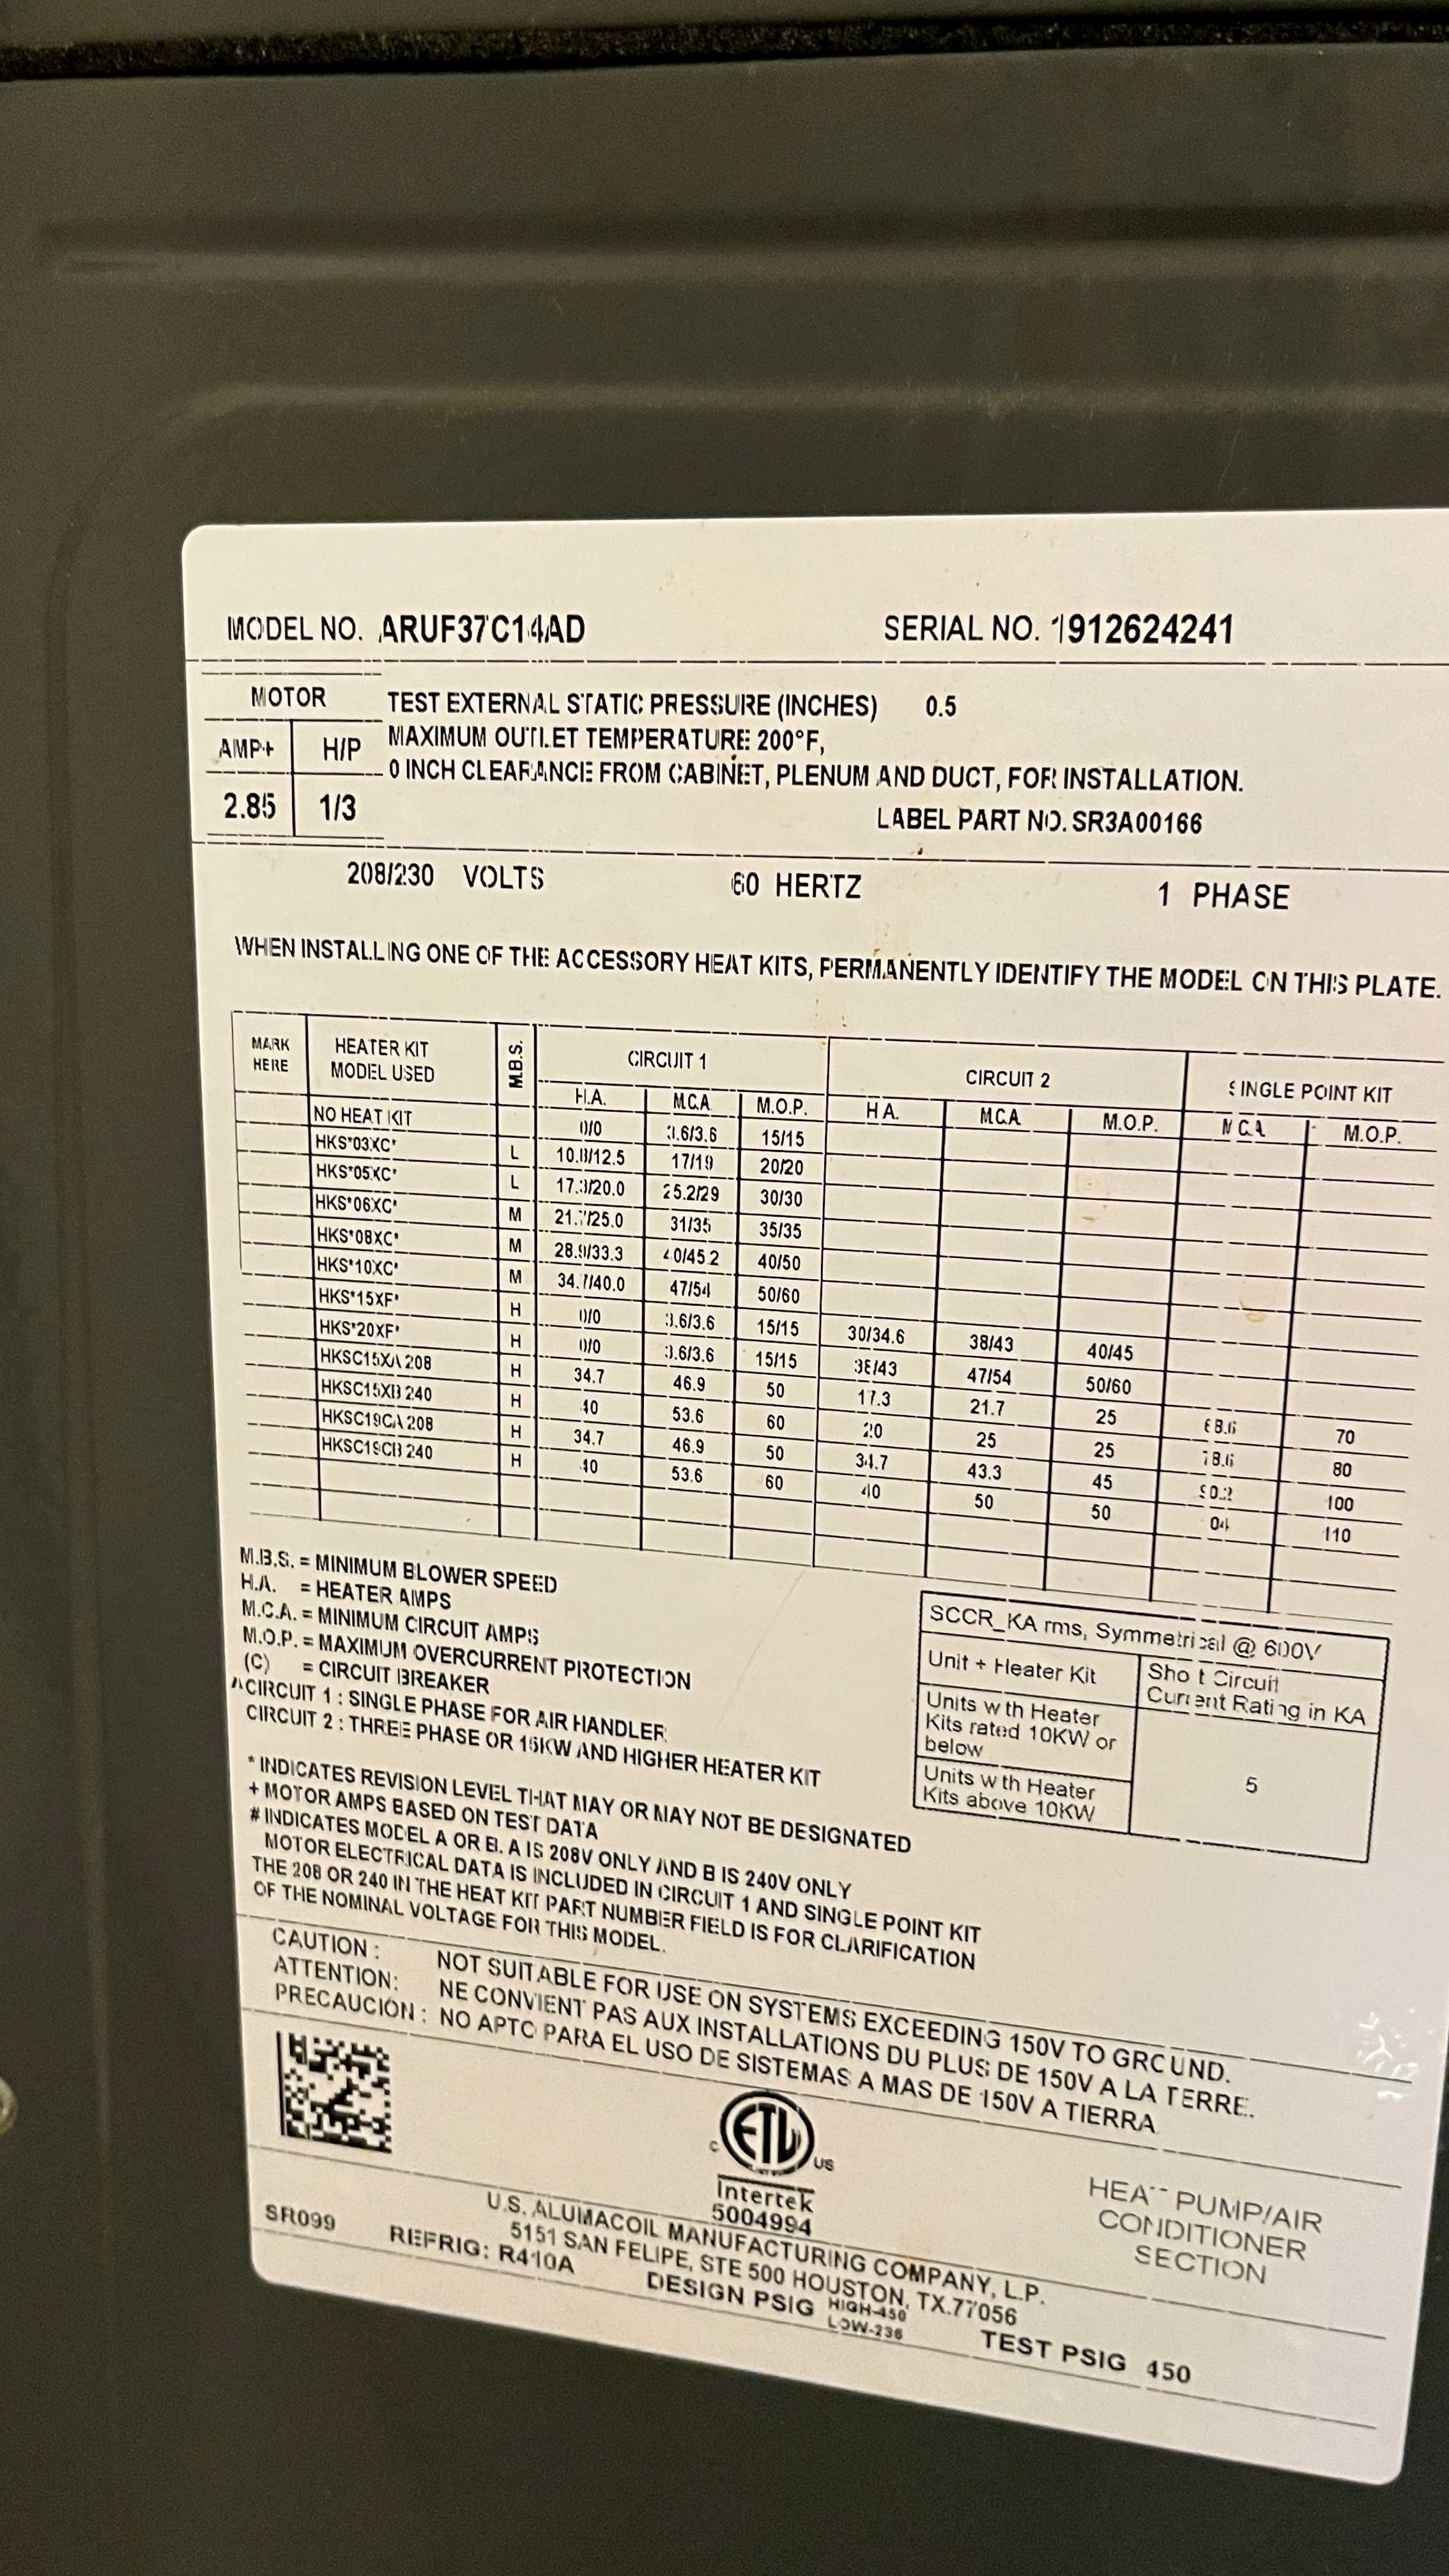 MODEL NO. ARUF37C14AD SERIAL NO. 1912624241
MOTOR
AMP+ H/P
2.85 1/3
TEST EXTERNAL STATIC PRESSURE (INCHES) 0.5
MAXIMUM OUTLET TEMPERATURE 200°F,
0 INCH CLEARANCE FROM CABINET, PLENUM AND DUCT, FOR INSTALLATION.
LABEL PART NO. SR3A00166
208/230 VOLTS 60 HERTZ 1 PHASE
WHEN INSTALLING ONE OF THE ACCESSORY HEAT KITS, PERMANENTLY IDENTIFY THE MODEL ON THIS PLATE.
MARK HERE HEATER KIT MODEL USED M.B.S. CIRCUIT 1 CIRCUIT 2 SINGLE POINT KIT
H.A. M.C.A. M.O.P. H.A. M.C.A. M.O.P. M.C.A. M.O.P.
NO HEAT KIT 0/0 3.6/3.6 15/15
HKS*03XC* L 10.8/12.5 17/19 20/20
HKS*05XC* L 17.3/20.0 25.2/29 30/30
HKS*06XC* M 21.7/25.0 31/35 35/35
HKS*08XC* M 28.9/33.3 40/45.2 40/50
HKS*10XC* M 34.7/40.0 47/54 50/60
HKS*15XF* H 0/0 3.6/3.6 15/15 30/34.6 38/43 40/45
HKS*20XF* H 0/0 3.6/3.6 15/15 38/43 47/54 50/60
HKSC15XA 208 H 34.7 46.9 50 17.3 21.7 25 68.6 70
HKSC15XB 240 H 40 53.6 60 20 25 25 78.6 80
HKSC19CA 208 H 34.7 46.9 50 34.7 43.3 45 90.2 100
HKSC19CB 240 H 40 53.6 60 40 50 50 110
M.B.S. = MINIMUM BLOWER SPEED
H.A. = HEATER AMPS
M.C.A. = MINIMUM CIRCUIT AMPS
M.O.P. = MAXIMUM OVERCURRENT PROTECTION
(C) = CIRCUIT BREAKER
^CIRCUIT 1 : SINGLE PHASE FOR AIR HANDLER
CIRCUIT 2 : THREE PHASE OR 15KW AND HIGHER HEATER KIT
SCCR_KA rms, Symmetrical @ 600V
Unit + Heater Kit Short Circuit Current Rating in KA
Units with Heater Kits rated 10KW or below 5
Units with Heater Kits above 10KW
* INDICATES REVISION LEVEL THAT MAY OR MAY NOT BE DESIGNATED
+ MOTOR AMPS BASED ON TEST DATA
# INDICATES MODEL A OR B. A IS 208V ONLY AND B IS 240V ONLY
MOTOR ELECTRICAL DATA IS INCLUDED IN CIRCUIT 1 AND SINGLE POINT KIT
THE 208 OR 240 IN THE HEAT KIT PART NUMBER FIELD IS FOR CLARIFICATION
OF THE NOMINAL VOLTAGE FOR THIS MODEL.
CAUTION : NOT SUITABLE FOR USE ON SYSTEMS EXCEEDING 150V TO GROUND.
ATTENTION: NE CONVIENT PAS AUX INSTALLATIONS DU PLUS DE 150V A LA TERRE.
PRECAUCIÓN : NO APTO PARA EL USO DE SISTEMAS A MAS DE 150V A TIERRA
C ETL US
Intertek
5004994
HEAT PUMP/AIR
CONDITIONER
SECTION
U.S. ALUMACOIL MANUFACTURING COMPANY, L.P.
5151 SAN FELIPE, STE 500 HOUSTON, TX.77056
SR099 REFRIG: R410A DESIGN PSIG HIGH-450 LOW-236 TEST PSIG 450